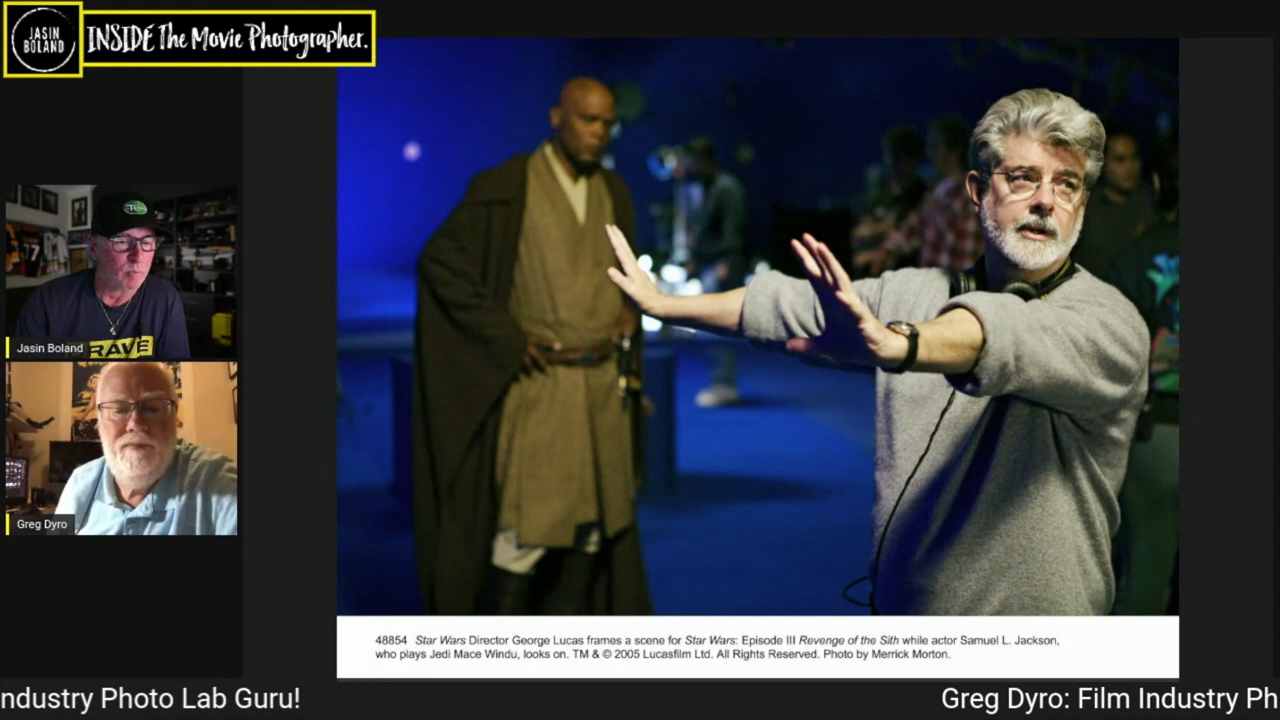 JASIN
BOLAND
INSIDE The Movie Photographer.
Jasin Boland
RAVE
Greg Dyro
48854 Star Wars Director George Lucas frames a scene for Star Wars: Episode III Revenge of the Sith while actor Samuel L. Jackson,
who plays Jedi Mace Windu, looks on. TM & © 2005 Lucasfilm Ltd. All Rights Reserved. Photo by Merrick Morton.
ndustry Photo Lab Guru!
Greg Dyro: Film Industry Ph